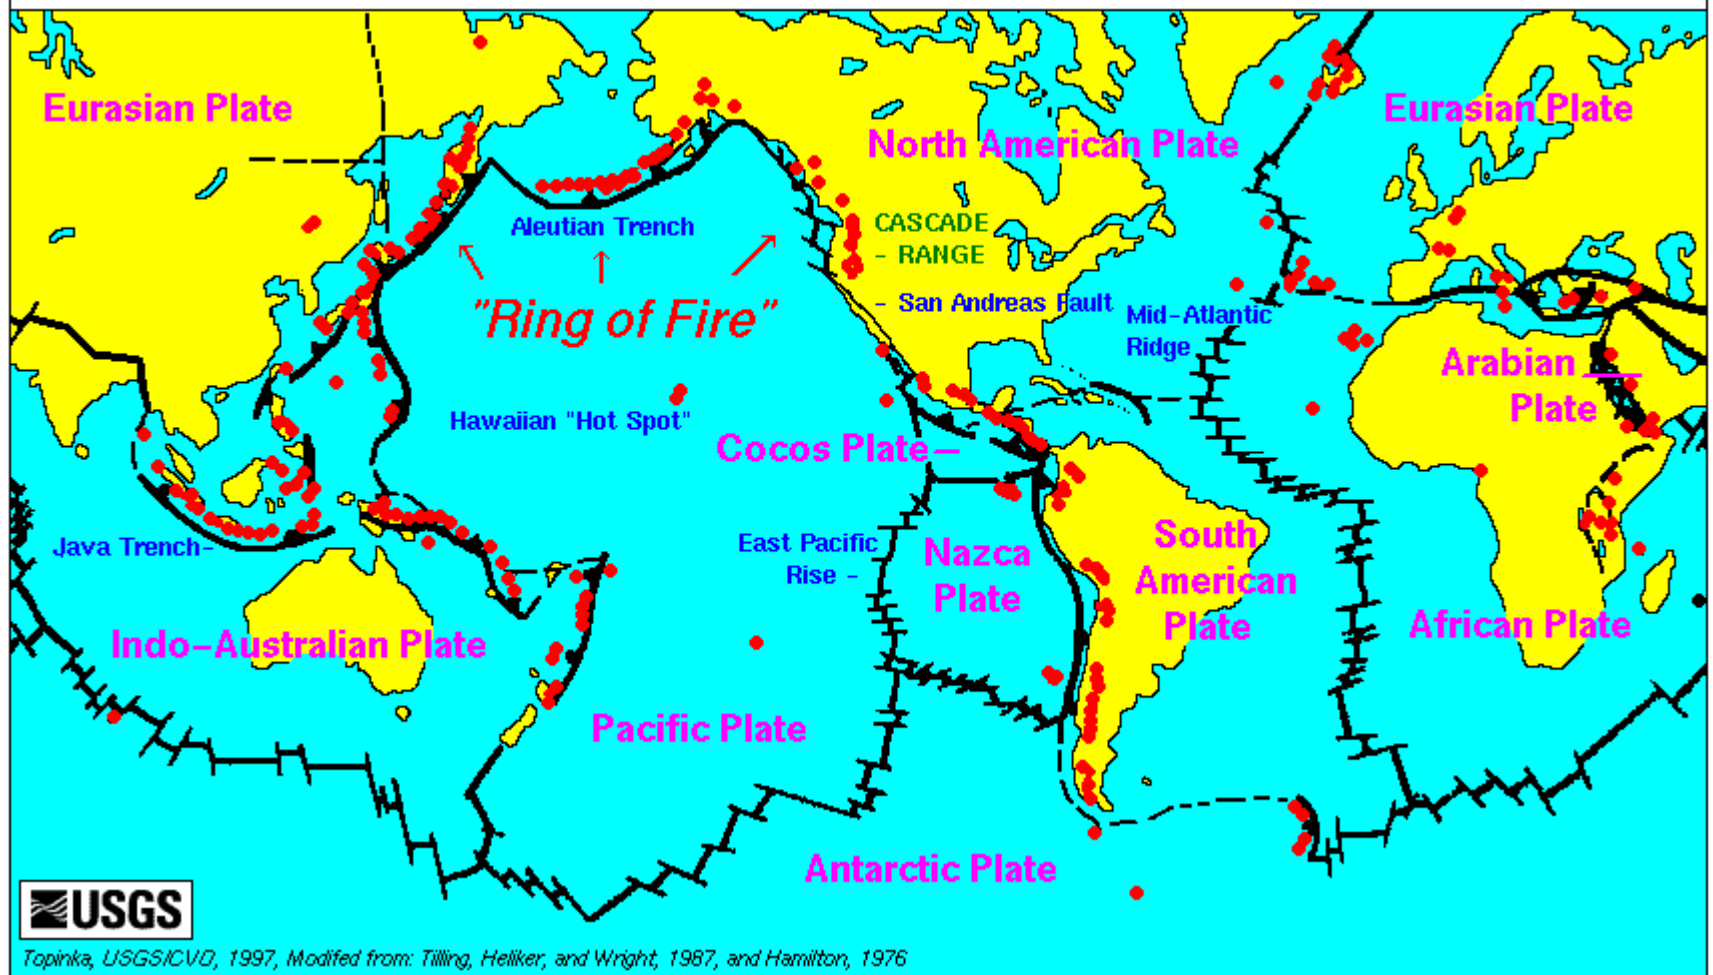 Eurasian Plate
North American Plate
Eurasian Plate
Aleutian Trench
CASCADE
- RANGE
"Ring of Fire"
- San Andreas Fault
Mid-Atlantic
Ridge
Arabian
Plate
Hawaiian "Hot Spot"
Cocos Plate
Java Trench-
East Pacific
Rise -
Nazca
Plate
South
American
Plate
Indo-Australian Plate
African Plate
Pacific Plate
Antarctic Plate
USGS
Topinka, USGS/CVO, 1997, Modifed from: Tilling, Heliker, and Wright, 1987, and Hamilton, 1976